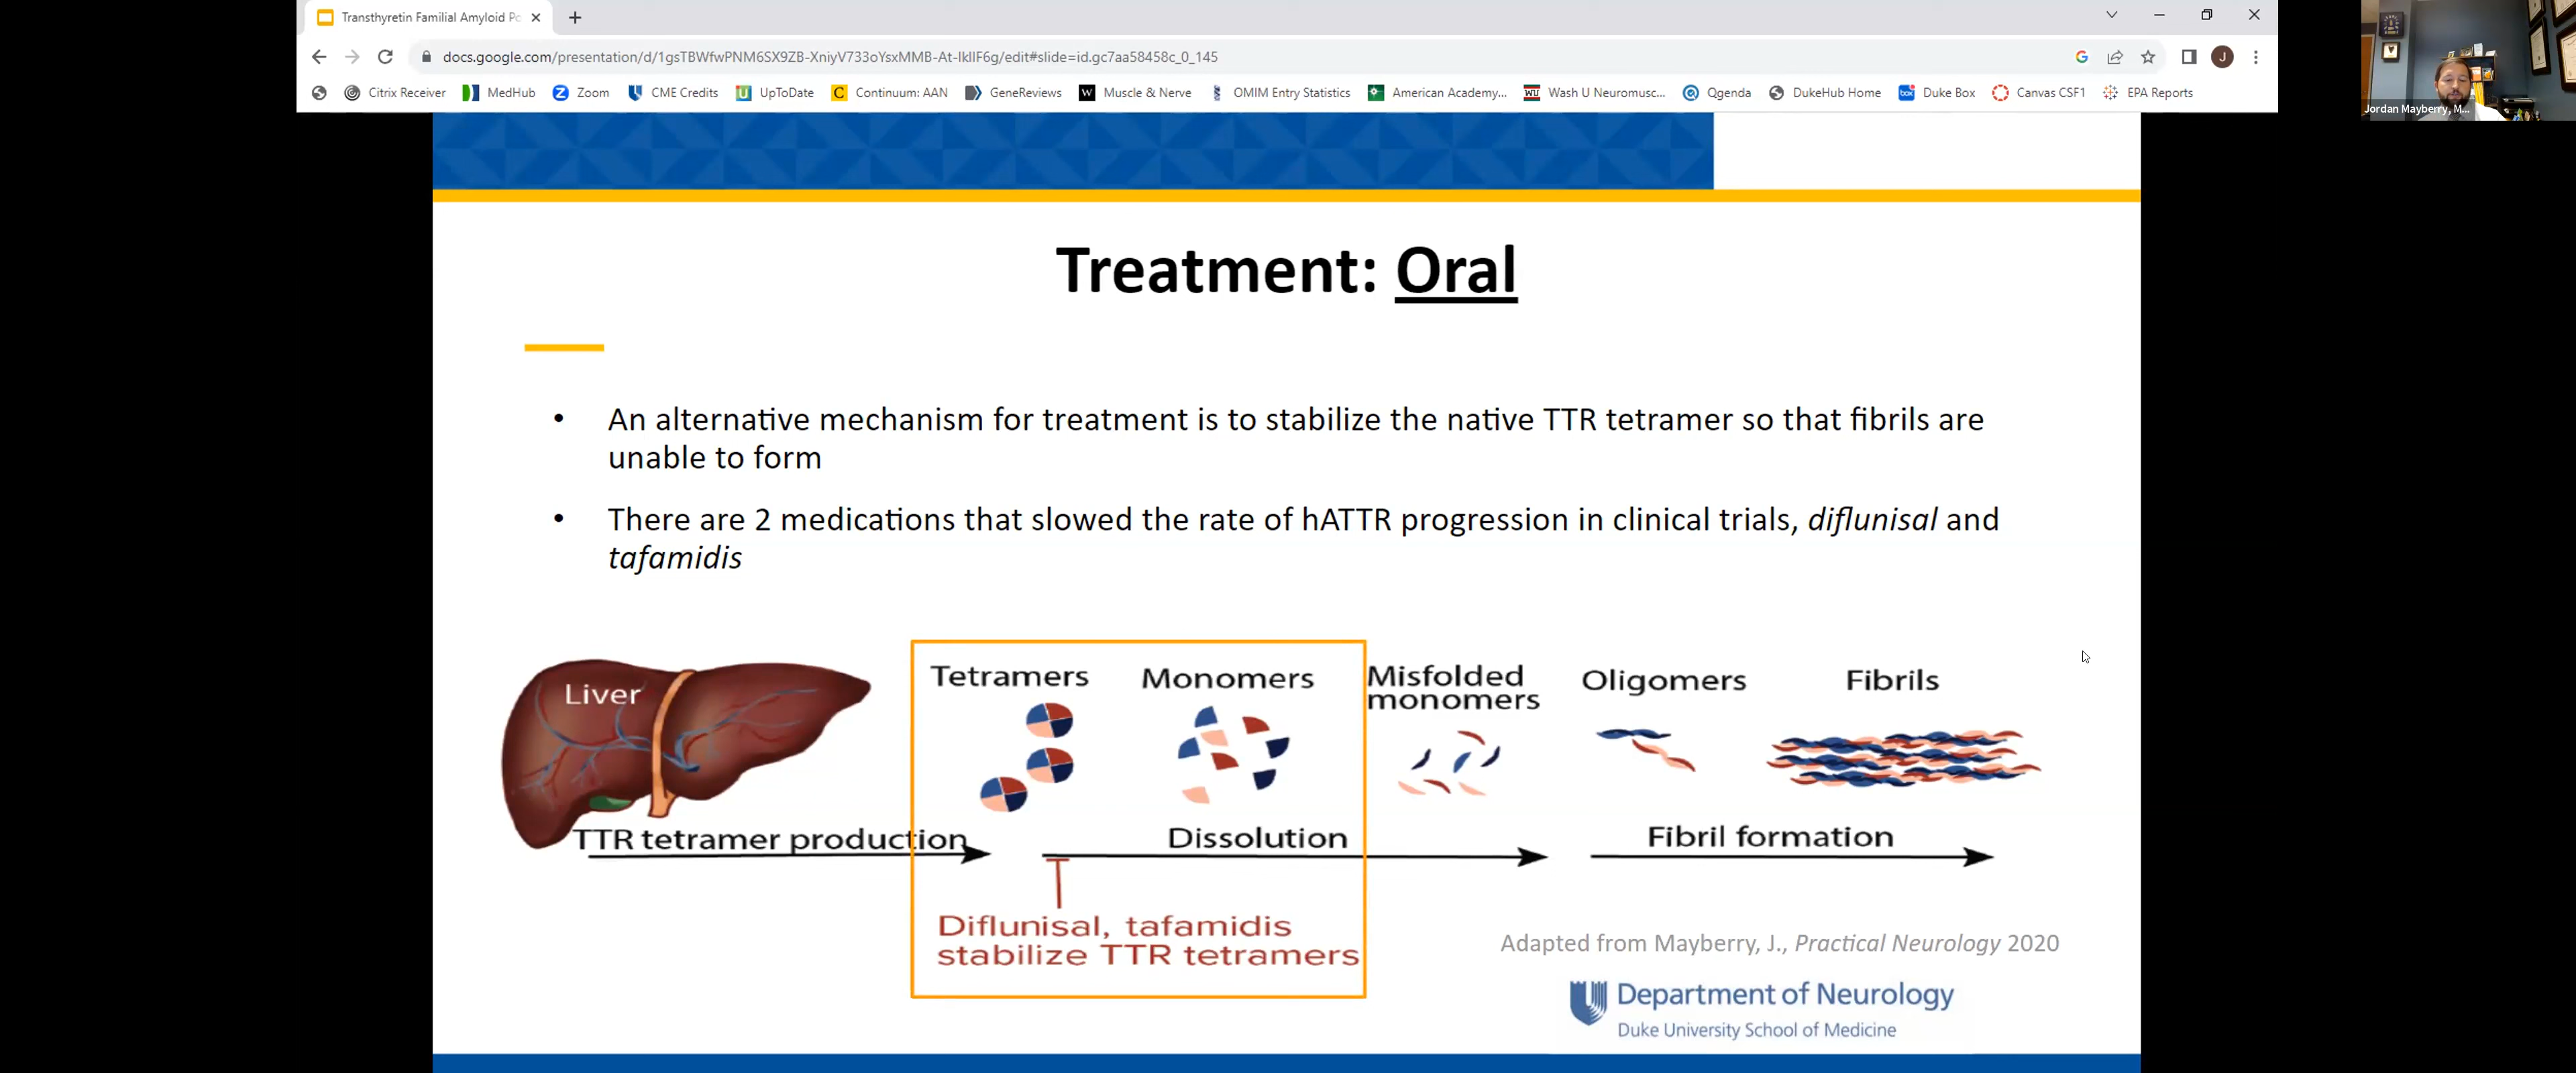 Transthyretin Familial Amyloid Po
docs.google.com/presentation/d/1gsTBWfwPNM6SX9ZB-XniyV733oYsxMMB-At-IkIlF6g/edit#slide=id.gc7aa58458c_0_145
G
J
Citrix Receiver MedHub Zoom CME Credits UpToDate Continuum: AAN GeneReviews Muscle & Nerve OMIM Entry Statistics American Academy... Wash U Neuromusc... Qgenda DukeHub Home Duke Box Canvas CSF1 EPA Reports
Jordan Mayberry, M...
Treatment: Oral
• An alternative mechanism for treatment is to stabilize the native TTR tetramer so that fibrils are
unable to form
• There are 2 medications that slowed the rate of hATTR progression in clinical trials, diflunisal and
tafamidis
Liver
Tetramers
Monomers
Misfolded
monomers
Oligomers
Fibrils
TTR tetramer production
Dissolution
Fibril formation
Diflunisal, tafamidis
stabilize TTR tetramers
Adapted from Mayberry, J., Practical Neurology 2020
Department of Neurology
Duke University School of Medicine